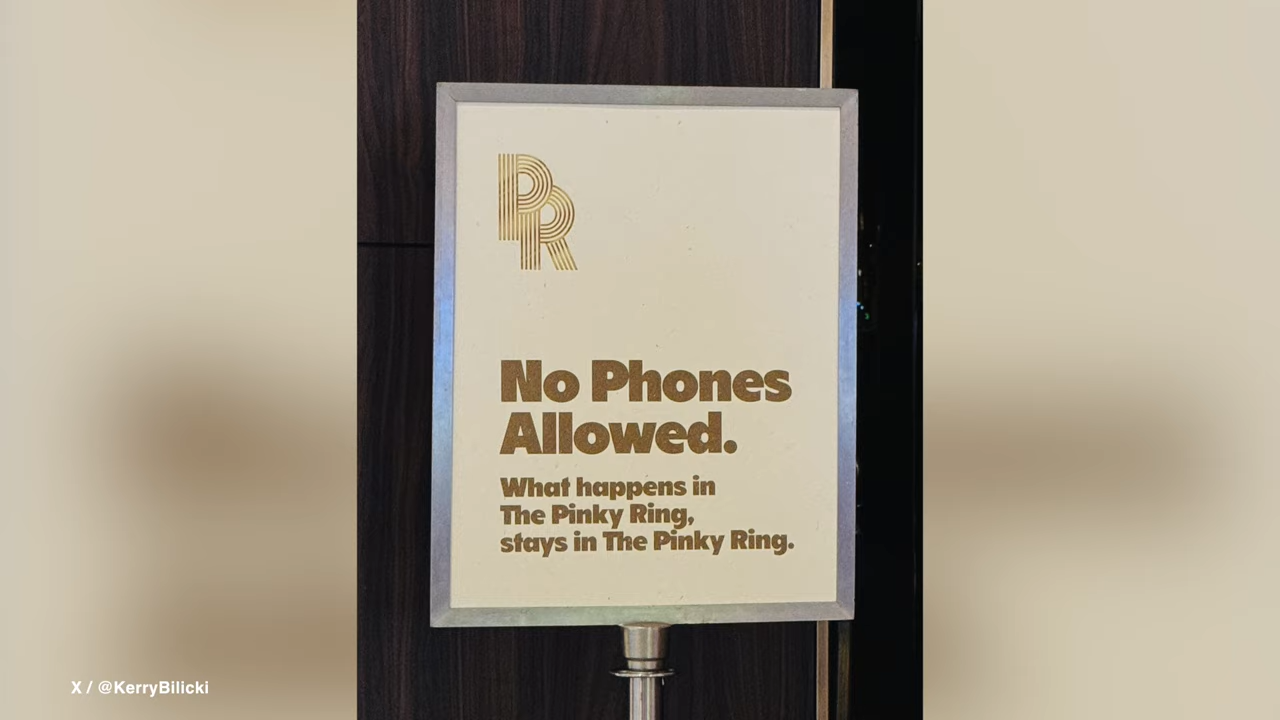 PR
No Phones
Allowed.
What happens in
The Pinky Ring,
stays in The Pinky Ring.
X / @KerryBilicki